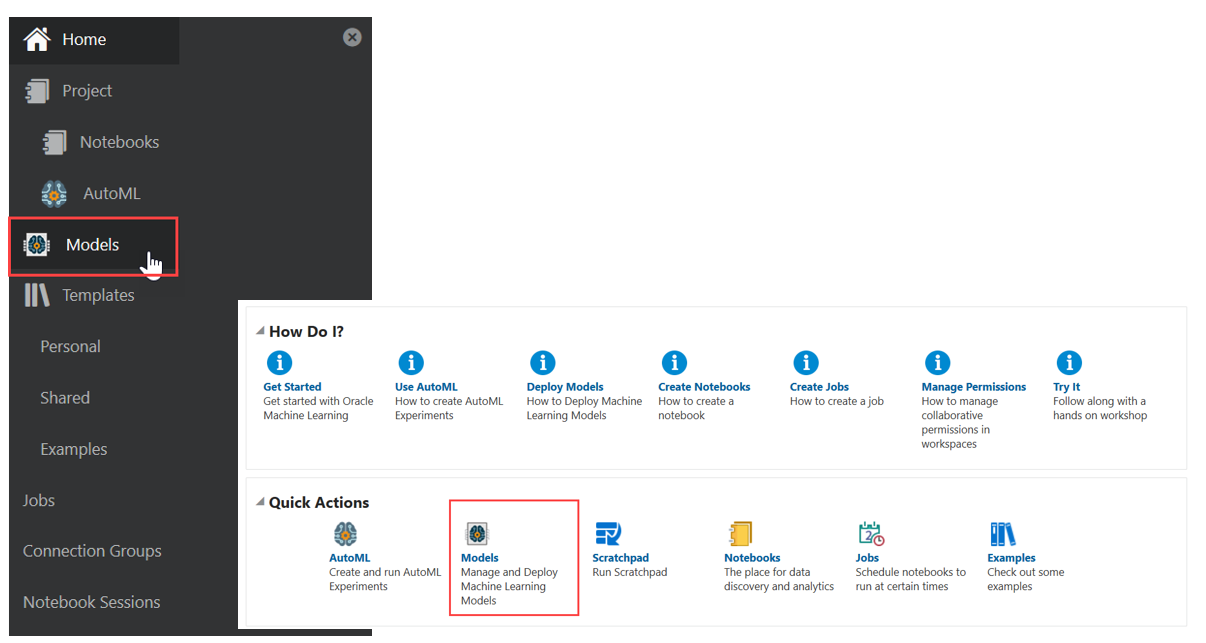 Home
Project
Notebooks
AutoML
Models
Templates
Personal
Shared
Examples
Jobs
Connection Groups
Notebook Sessions
How Do I?
Get Started
Get started with Oracle
Machine Learning
Use AutoML
How to create AutoML
Experiments
Deploy Models
How to Deploy Machine
Learning Models
Create Notebooks
How to create a
notebook
Create Jobs
How to create a job
Manage Permissions
How to manage
collaborative
permissions in
workspaces
Try It
Follow along with a
hands on workshop
Quick Actions
AutoML
Create and run AutoML
Experiments
Models
Manage and Deploy
Machine Learning
Models
Scratchpad
Run Scratchpad
Notebooks
The place for data
discovery and analytics
2
Jobs
Schedule notebooks to
run at certain times
Examples
Check out some
examples